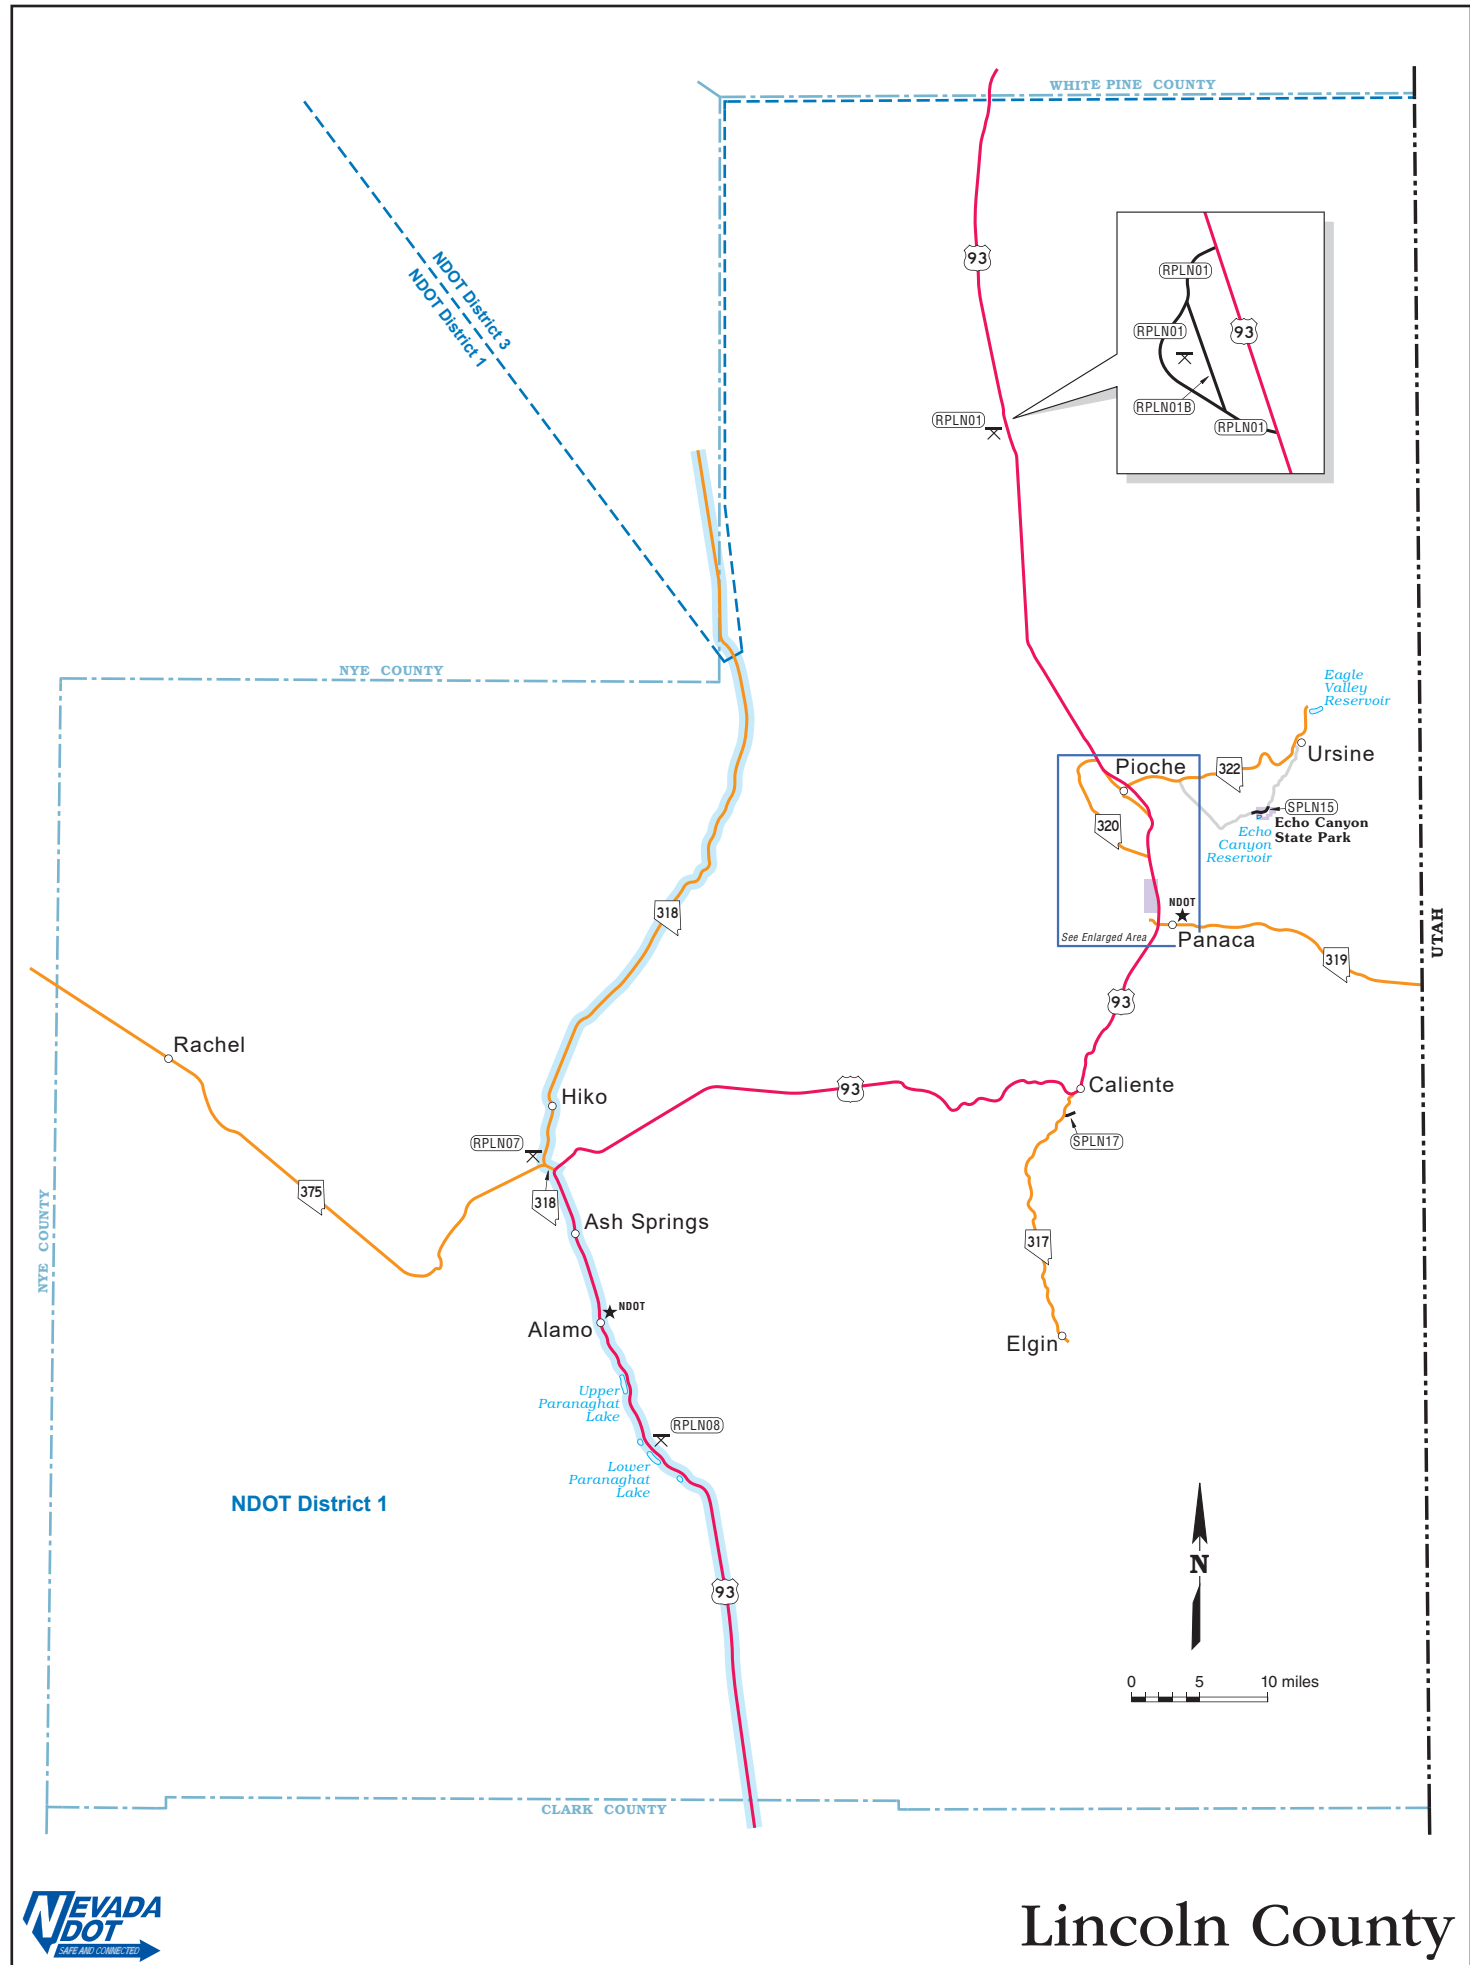 WHITE PINE COUNTY
NDOT District 3
NDOT District 1
93
RPLN01
RPLN01
93
RPLN01B
RPLN01
RPLN01
NYE COUNTY
Eagle
Valley
Reservoir
Ursine
Pioche
322
SPLN15
Echo Canyon
State Park
Echo
Canyon
Reservoir
320
NDOT
See Enlarged Area
Panaca
318
UTAH
319
93
Rachel
Hiko
93
Caliente
RPLN07
SPLN17
375
318
Ash Springs
NYE COUNTY
317
NDOT
Alamo
Elgin
Upper
Paranaghat
Lake
RPLN08
Lower
Paranaghat
Lake
NDOT District 1
N
93
0 5 10 miles
CLARK COUNTY
NEVADA
DOT
SAFE AND CONNECTED
Lincoln County